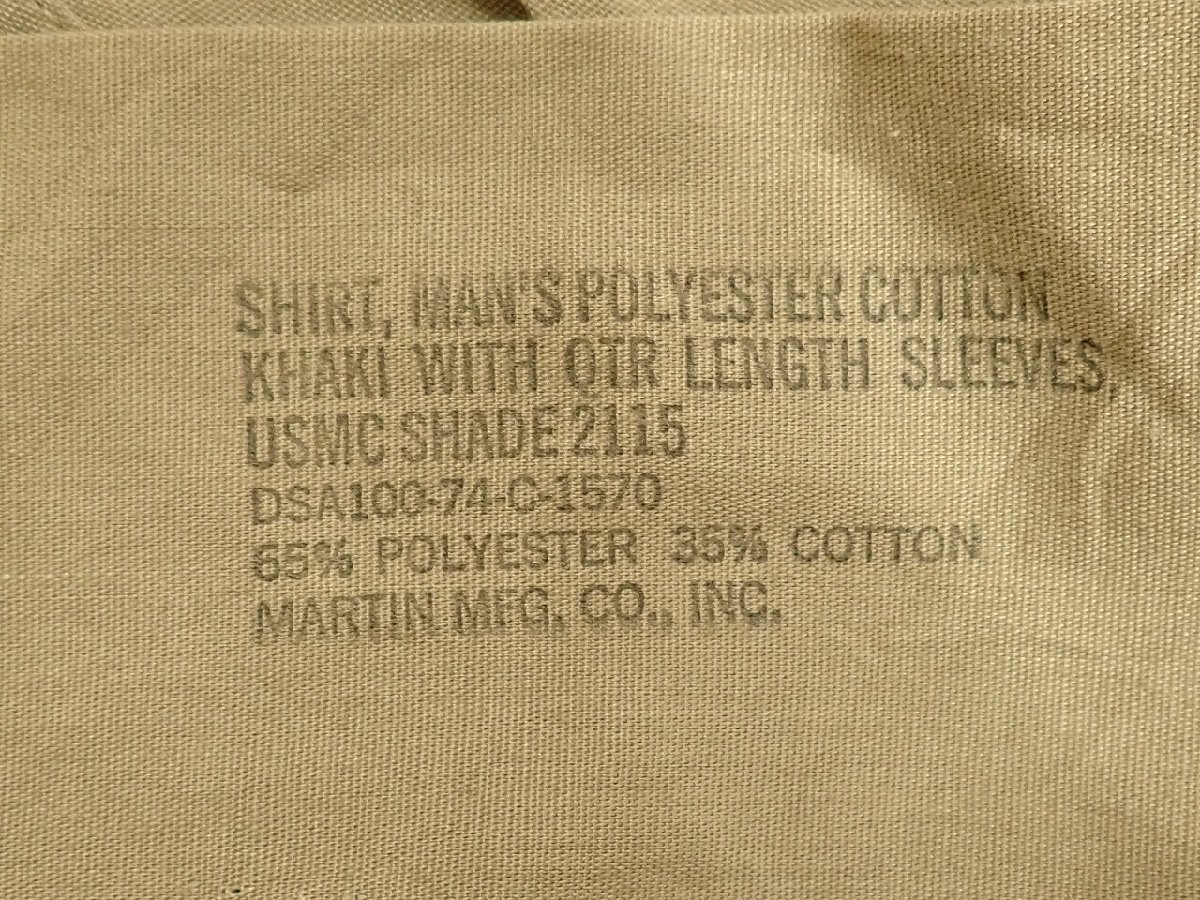 SHIRT, MAN'S POLYESTER COTTON
KHAKI WITH QTR LENGTH SLEEVES,
USMC SHADE 2115
DSA100-74-C-1570
65% POLYESTER 35% COTTON
MARTIN MFG. CO., INC.